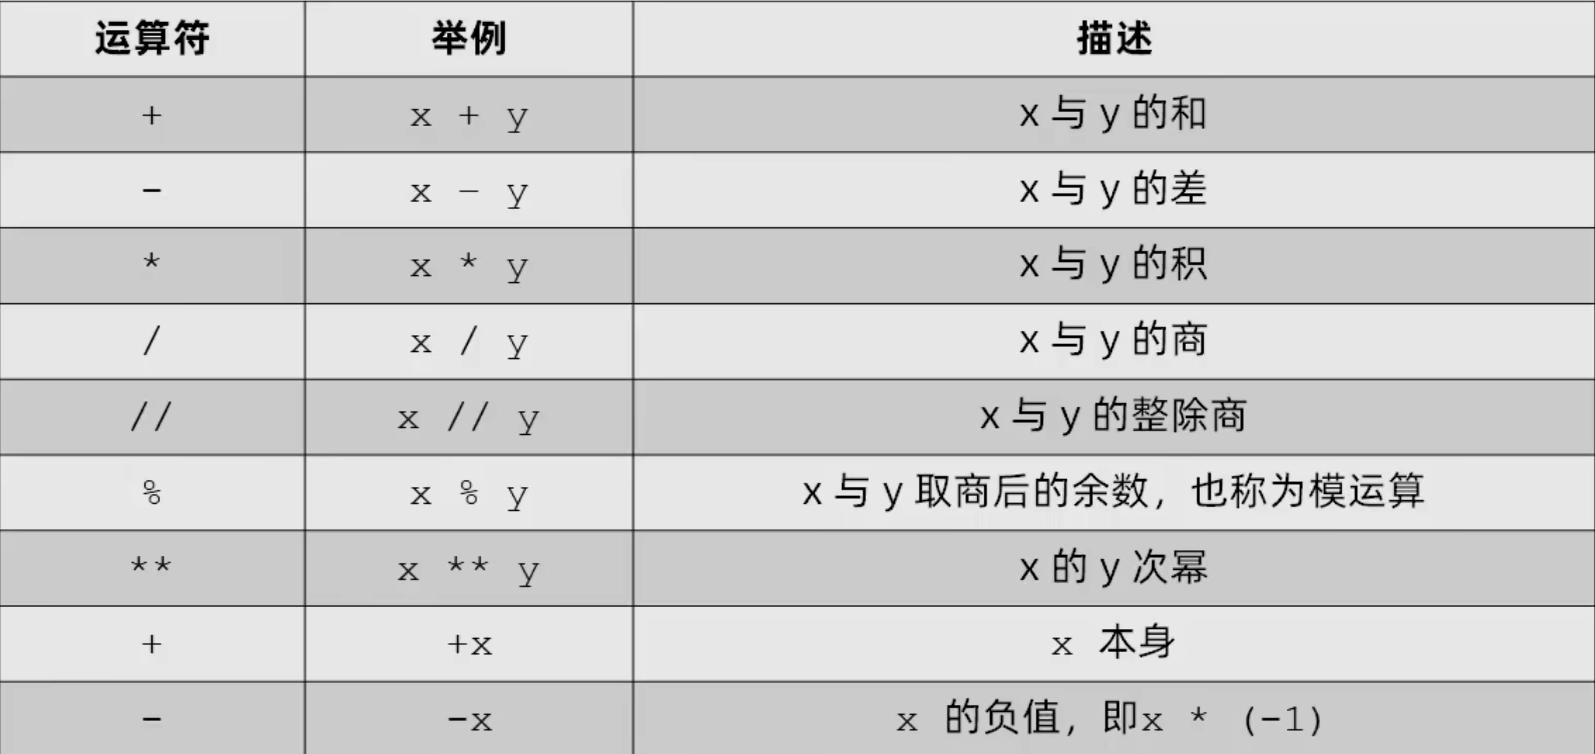 运算符 举例 描述
+ x + y x 与 y 的和
- x – y x 与 y 的差
* x * y x 与 y 的积
/ x / y x 与 y 的商
// x // y x 与 y 的整除商
% x % y x 与 y 取商后的余数，也称为模运算
** x ** y x 的 y 次幂
+ +x x 本身
- -x x 的负值，即x * (-1)